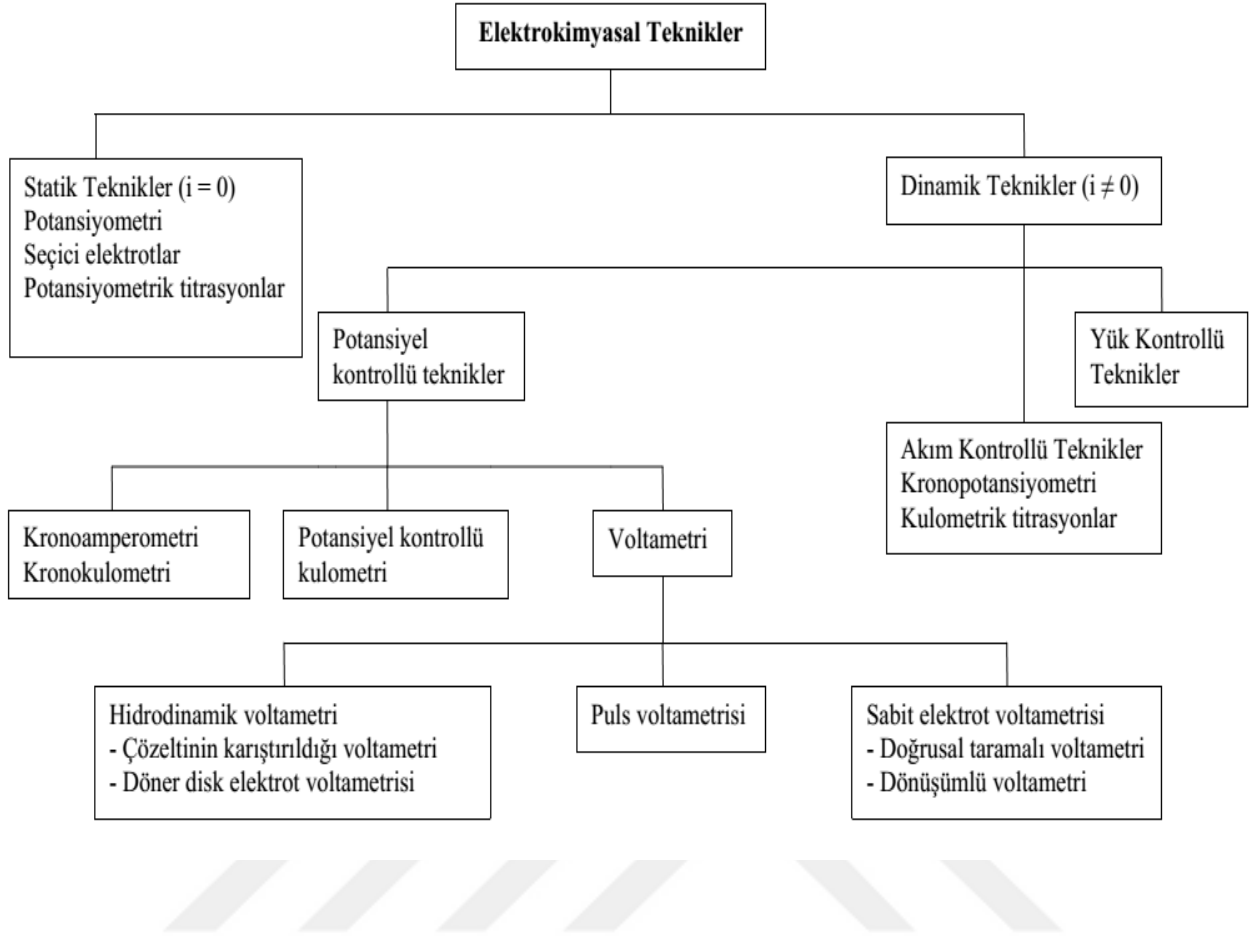 Elektrokimyasal Teknikler
Statik Teknikler (i = 0)
Potansiyometri
Seçici elektrotlar
Potansiyometrik titrasyonlar
Dinamik Teknikler (i ≠ 0)
Potansiyel
kontrollü teknikler
Yük Kontrollü
Teknikler
Akım Kontrollü Teknikler
Kronopotansiyometri
Kulometrik titrasyonlar
Kronoamperometri
Kronokulometri
Potansiyel kontrollü
kulometri
Voltametri
Hidrodinamik voltametri
- Çözeltinin karıştırıldığı voltametri
- Döner disk elektrot voltametrisi
Puls voltametrisi
Sabit elektrot voltametrisi
- Doğrusal taramalı voltametri
- Dönüşümlü voltametri